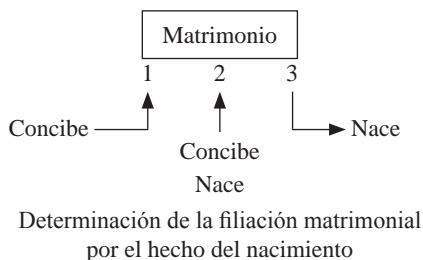 Matrimonio
1 2 3
Concibe Nace
Concibe
Nace
Determinación de la filiación matrimonial
por el hecho del nacimiento